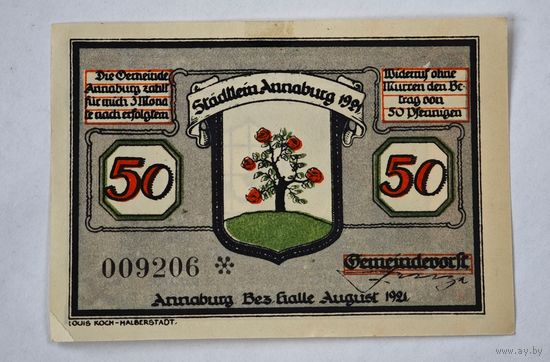 Die Gemeinde
Annaburg zahlt
für mich 3 Mona
te nach erfolgtem
Widerruf ohne
Murren den Be-
trag von
50 Pfennigen
Städtlein Annaburg 1921
50
50
009206 *
Gemeindevorst
Annaburg Bez. Halle August 1921
LOUIS KOCH-HALBERSTADT.
www.ay.by